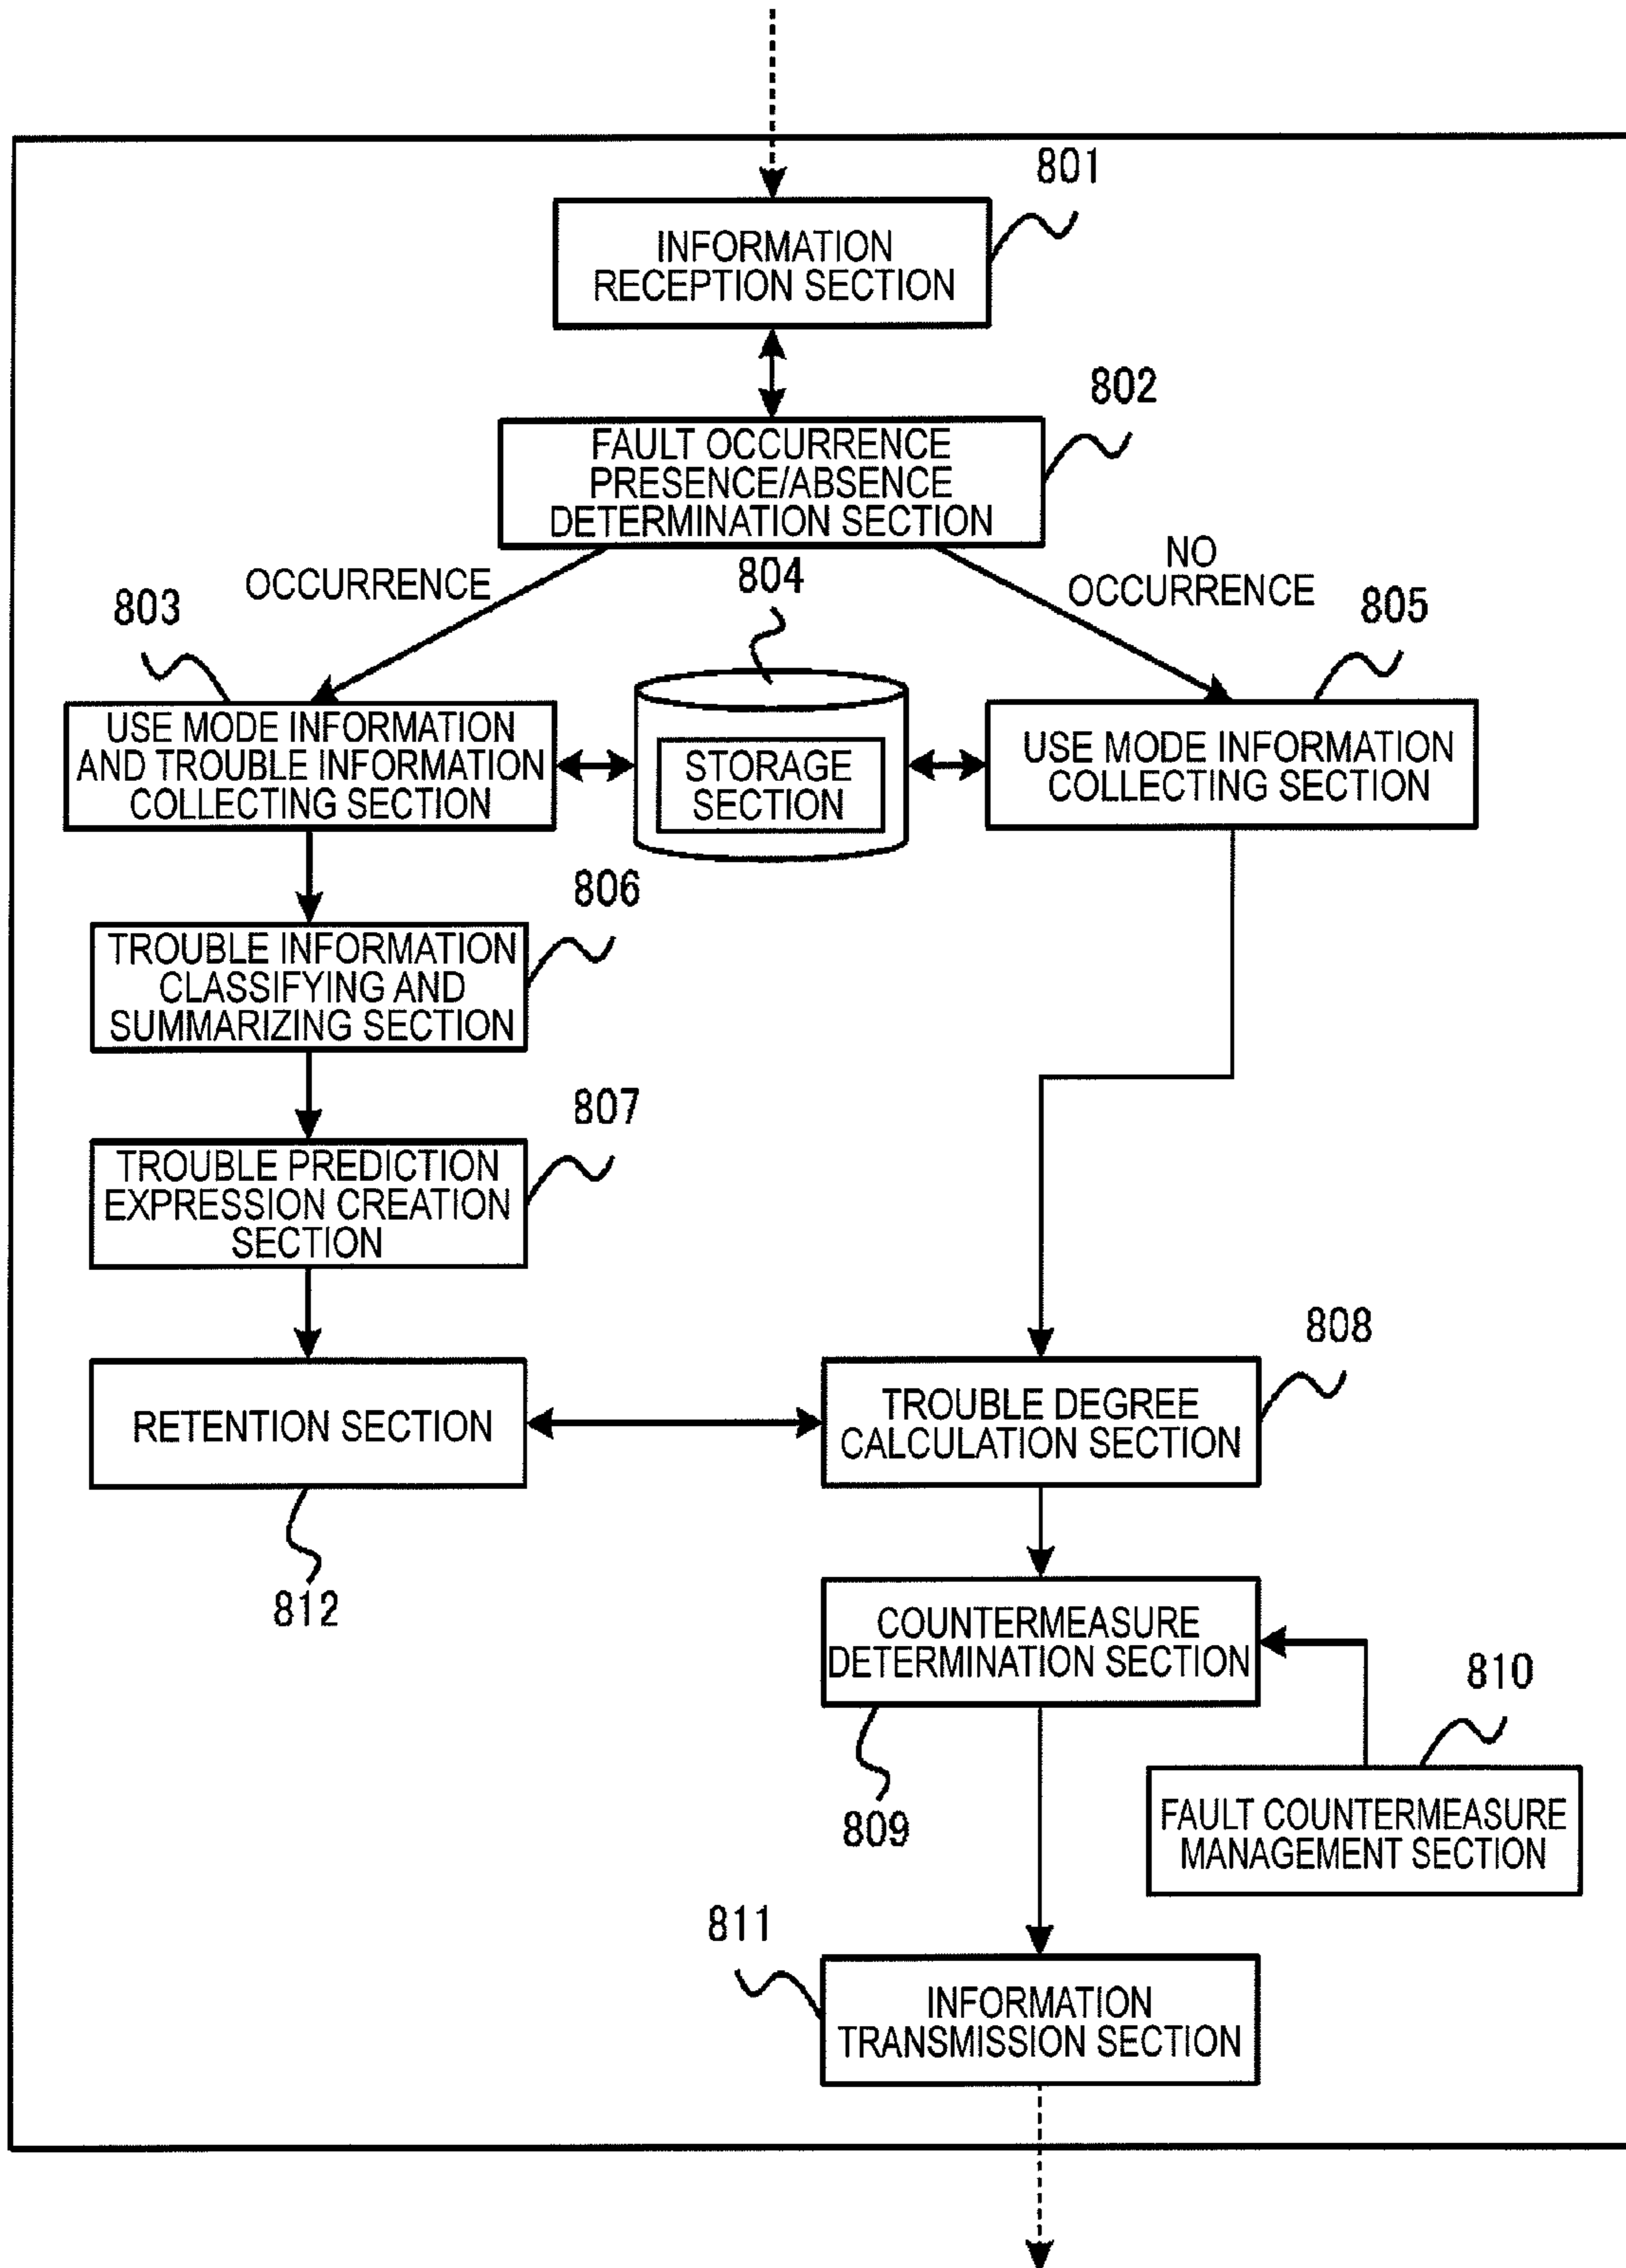 801
INFORMATION
RECEPTION SECTION
802
FAULT OCCURRENCE
PRESENCE/ABSENCE
DETERMINATION SECTION
OCCURRENCE
NO
OCCURRENCE
803
804
805
USE MODE INFORMATION
AND TROUBLE INFORMATION
COLLECTING SECTION
STORAGE
SECTION
USE MODE INFORMATION
COLLECTING SECTION
806
TROUBLE INFORMATION
CLASSIFYING AND
SUMMARIZING SECTION
807
TROUBLE PREDICTION
EXPRESSION CREATION
SECTION
808
RETENTION SECTION
TROUBLE DEGREE
CALCULATION SECTION
812
COUNTERMEASURE
DETERMINATION SECTION
810
809
FAULT COUNTERMEASURE
MANAGEMENT SECTION
811
INFORMATION
TRANSMISSION SECTION